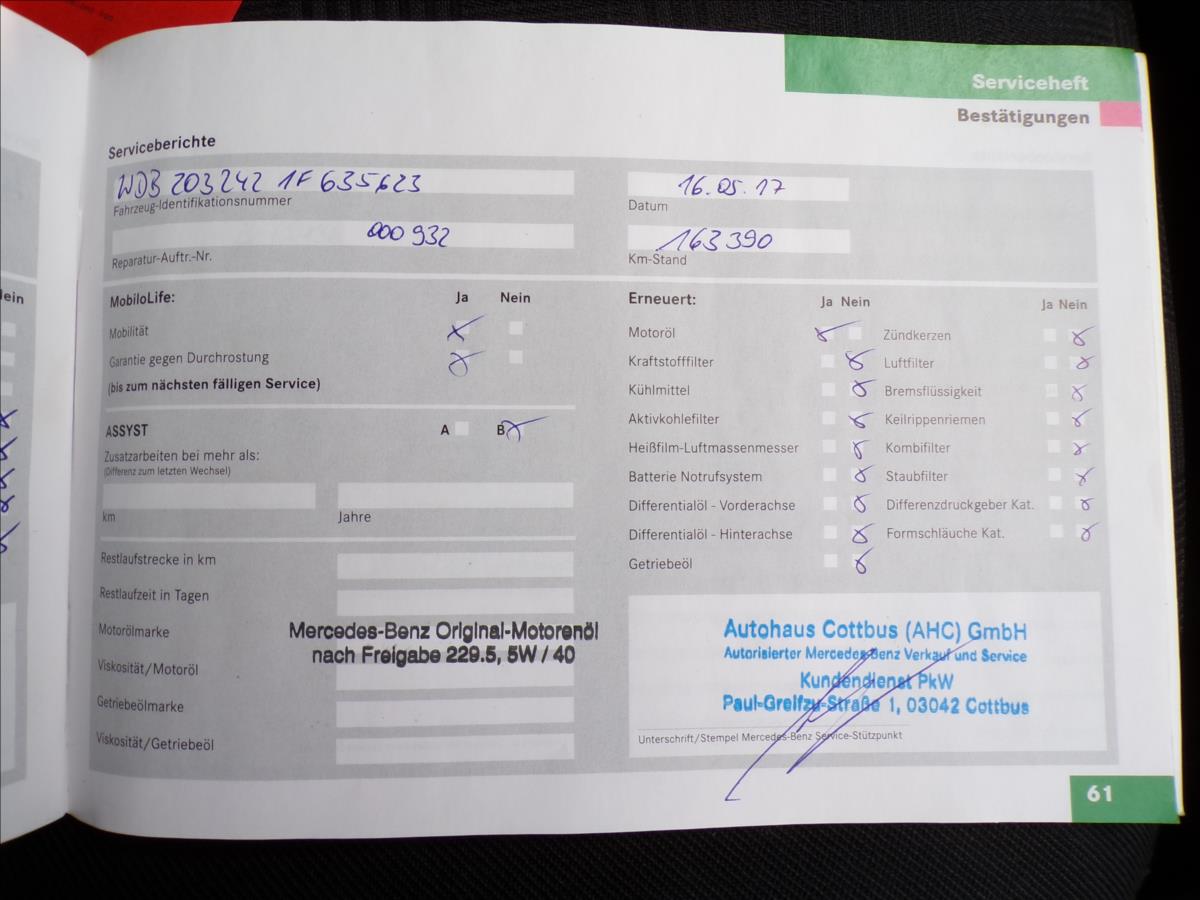 Serviceheft
Bestätigungen
Serviceberichte
WDB 203242 1F 635623
Fahrzeug-Identifikationsnummer
16.05.17
Datum
000 932
Reparatur-Auftr.-Nr.
163 390
Km-Stand
ein
MobiloLife: Ja Nein
Mobilität
Garantie gegen Durchrostung
(bis zum nächsten fälligen Service)
ASSYST A B
Zusatzarbeiten bei mehr als:
(Differenz zum letzten Wechsel)
km Jahre
Restlaufstrecke in km
Restlaufzeit in Tagen
Motorölmarke
Mercedes-Benz Original-Motorenöl
nach Freigabe 229.5, 5W / 40
Viskosität/Motoröl
Getriebeölmarke
Viskosität/Getriebeöl
Erneuert: Ja Nein Ja Nein
Motoröl Zündkerzen
Kraftstofffilter Luftfilter
Kühlmittel Bremsflüssigkeit
Aktivkohlefilter Keilrippenriemen
Heißfilm-Luftmassenmesser Kombifilter
Batterie Notrufsystem Staubfilter
Differentialöl - Vorderachse Differenzdruckgeber Kat.
Differentialöl - Hinterachse Formschläuche Kat.
Getriebeöl
Autohaus Cottbus (AHC) GmbH
Autorisierter Mercedes-Benz Verkauf und Service
Kundendienst PkW
Paul-Greifzu-Straße 1, 03042 Cottbus
Unterschrift/Stempel Mercedes-Benz Service-Stützpunkt
61